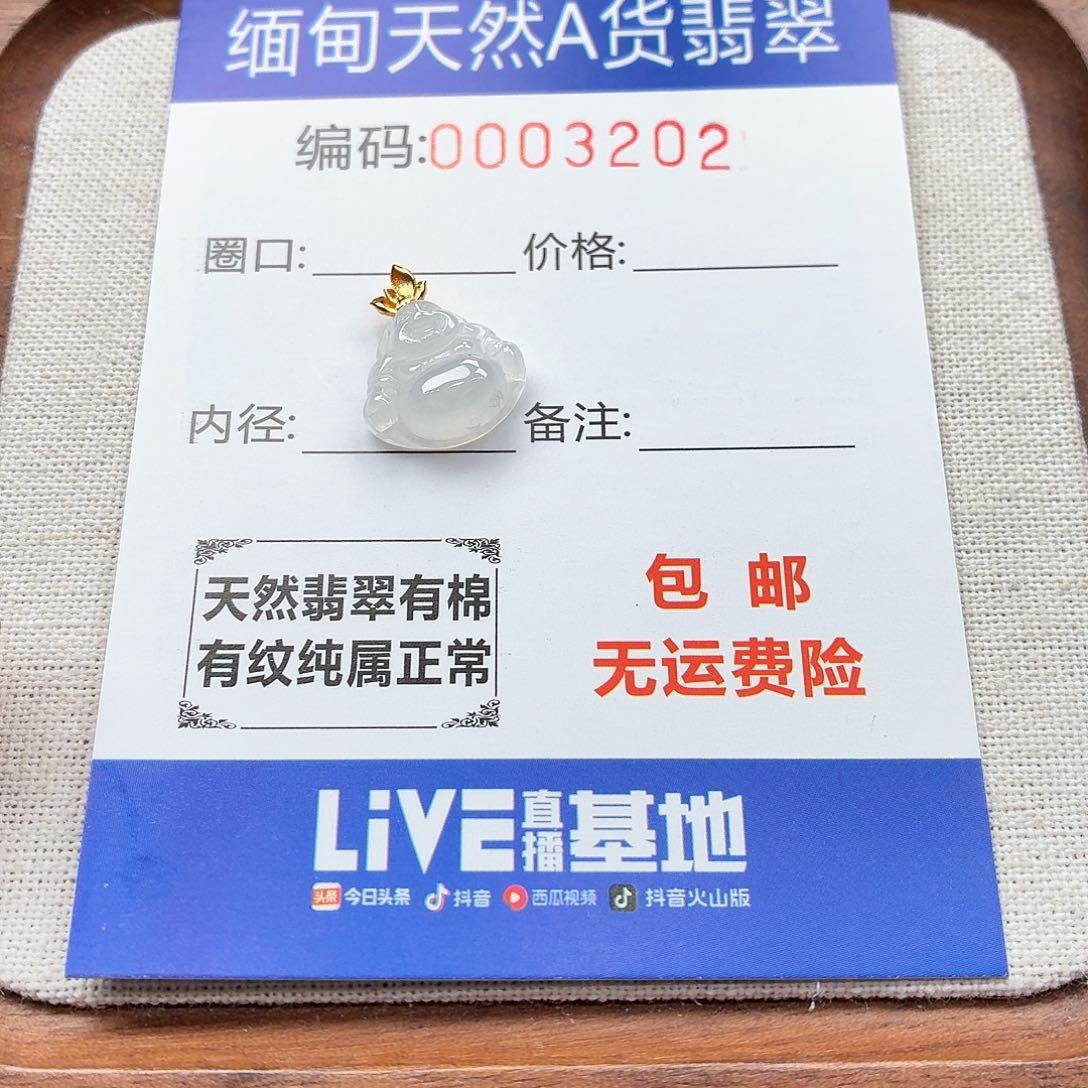 缅甸天然A货翡翠
编码:0003202
圈口: 价格:
内径: 备注:
天然翡翠有棉
有纹纯属正常
包 邮
无运费险
LiVE直播基地
头条 今日头条 抖音 西瓜视频 抖音火山版